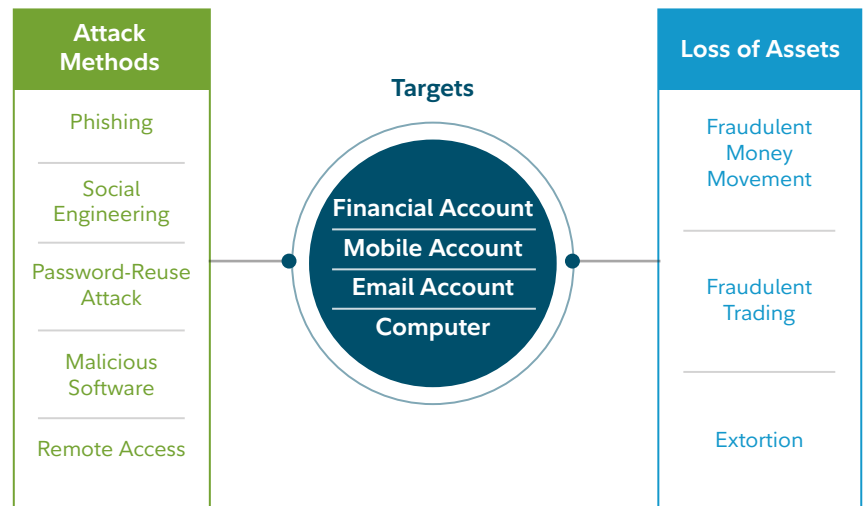 Attack
Methods
Phishing
Social
Engineering
Password-Reuse
Attack
Malicious
Software
Remote Access
Targets
Financial Account
Mobile Account
Email Account
Computer
Loss of Assets
Fraudulent
Money
Movement
Fraudulent
Trading
Extortion